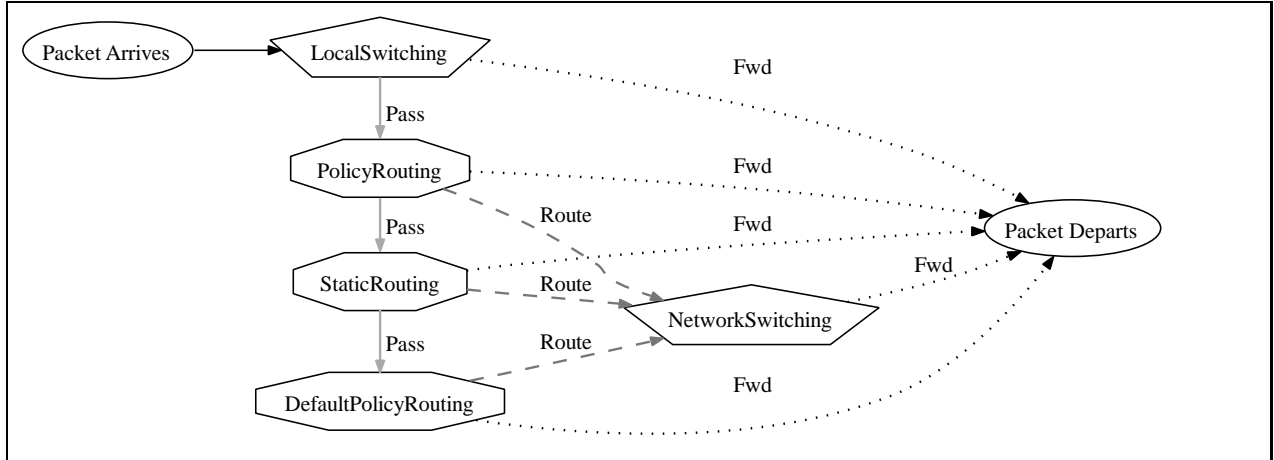 Packet Arrives
LocalSwitching
Fwd
Pass
PolicyRouting
Fwd
Route
Pass
Fwd
Packet Departs
StaticRouting
Route
Fwd
NetworkSwitching
Pass
Route
DefaultPolicyRouting
Fwd